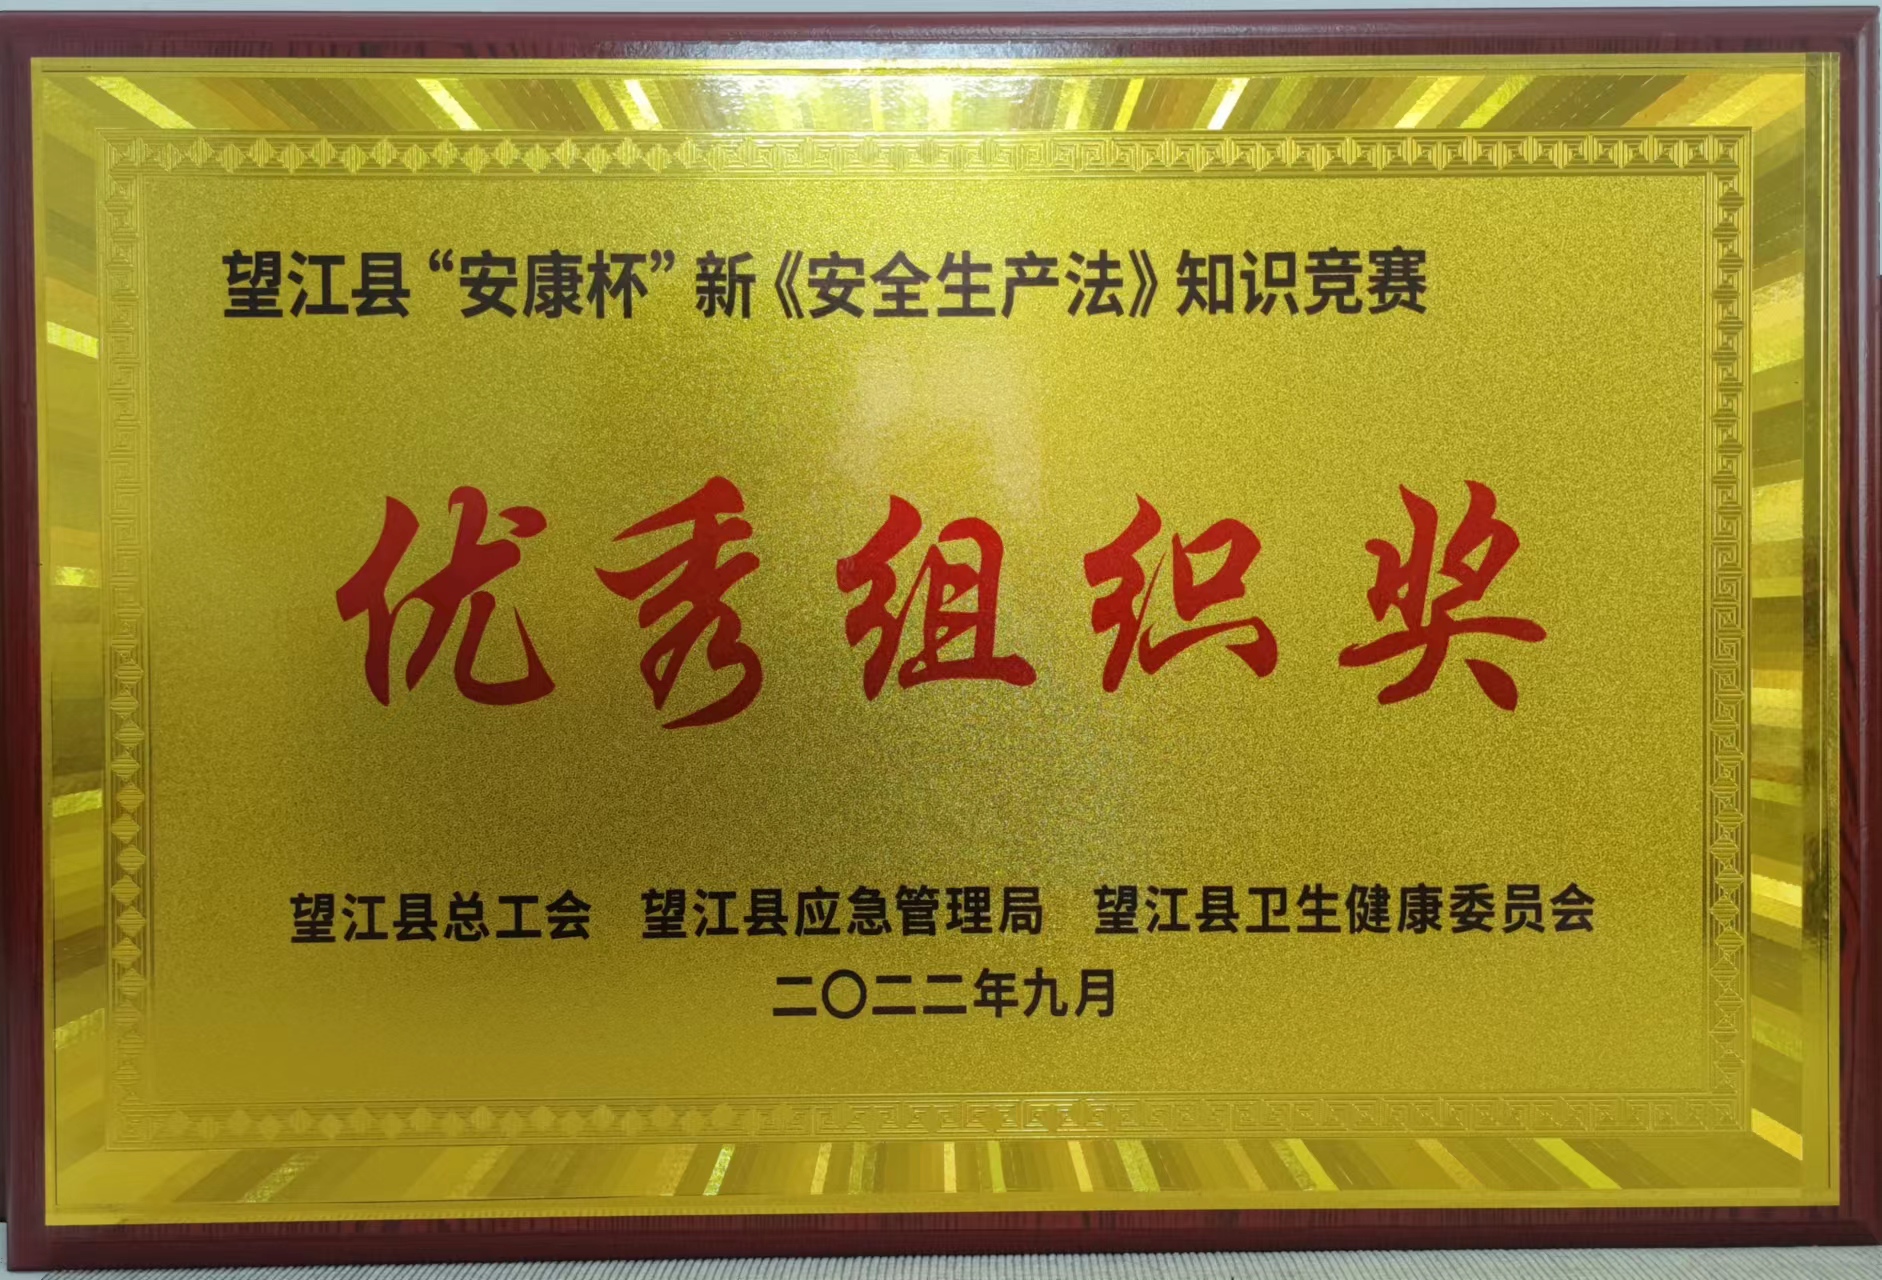 望江县“安康杯”新《安全生产法》知识竞赛
优秀组织奖
望江县总工会 望江县应急管理局 望江县卫生健康委员会
二〇二二年九月